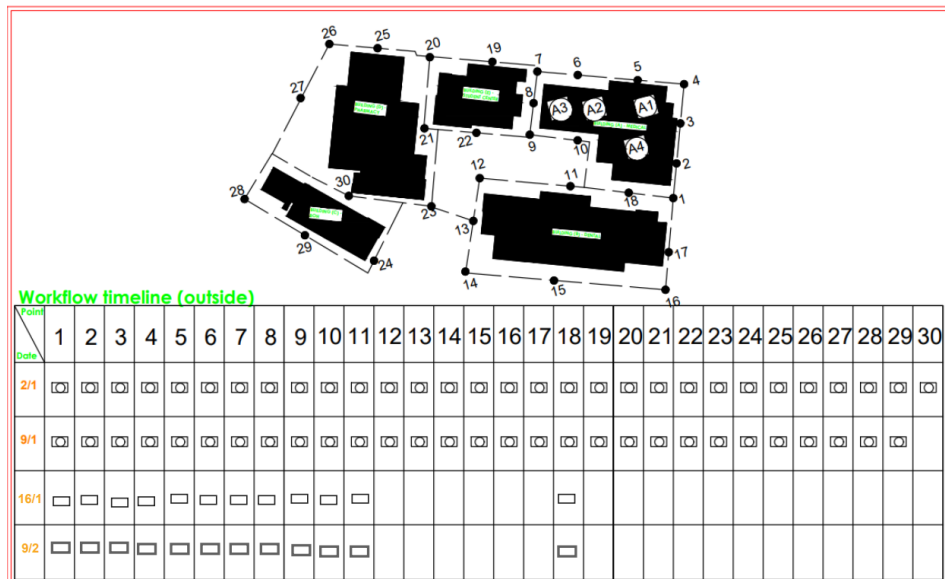 26 25 20 19 7 6 5 4
27 8 A3 A2 A1 3
21 22 9 10 A4 2
12 11 18 1
28 30 23 13 17
29 24 14 15 16
Workflow timeline (outside)
Point 1 2 3 4 5 6 7 8 9 10 11 12 13 14 15 16 17 18 19 20 21 22 23 24 25 26 27 28 29 30
Date
2/1
9/1
16/1
9/2